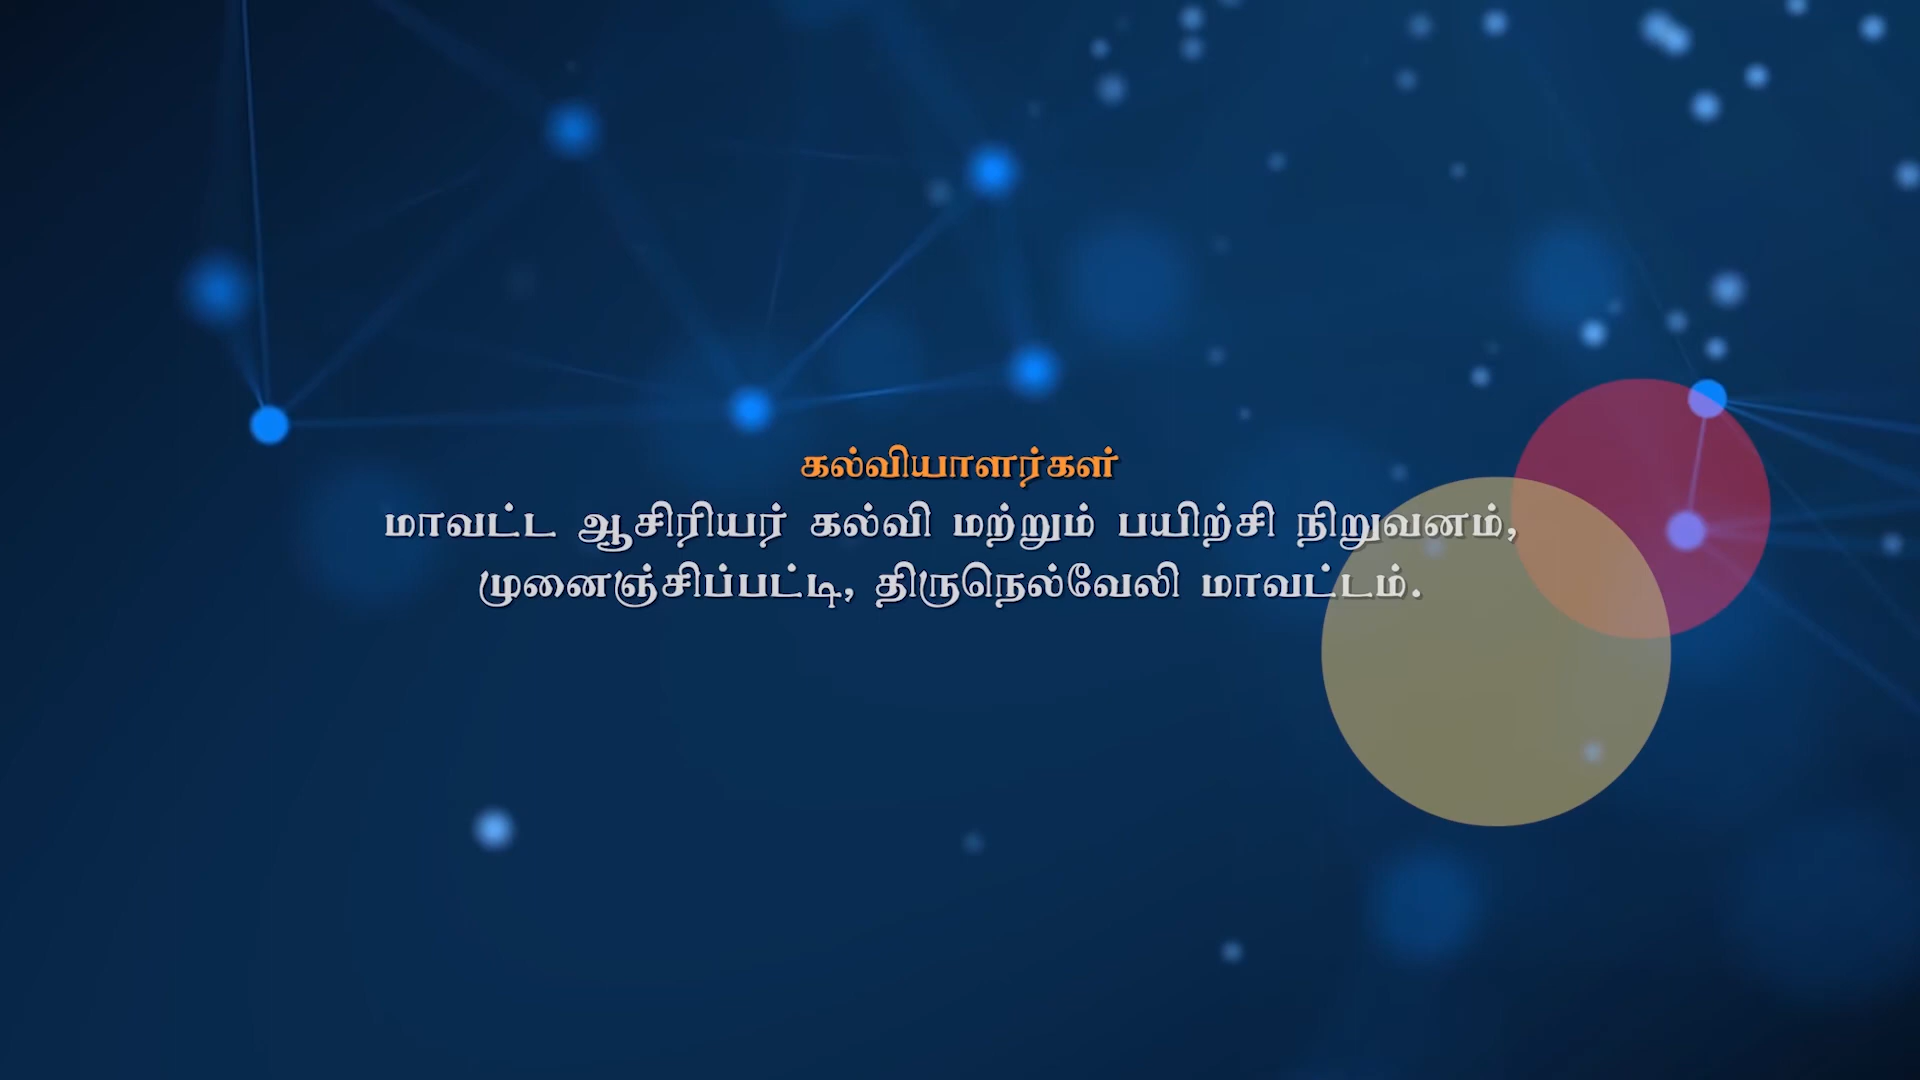 கல்வியாளர்கள்
மாவட்ட ஆசிரியர் கல்வி மற்றும் பயிற்சி நிறுவனம்,
முனைஞ்சிப்பட்டி, திருநெல்வேலி மாவட்டம்.